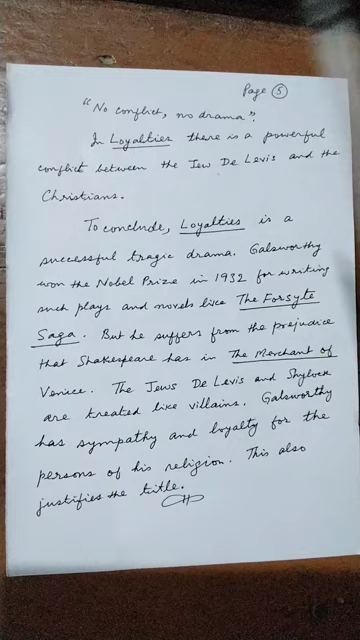 Page 5
"No conflict, no drama".
In Loyalties there is a powerful
conflict between the Jew De Levis and the
Christians.
To conclude, Loyalties is a
successful tragic drama. Galsworthy
won the Nobel Prize in 1932 for writing
such plays and novels like The Forsyte
Saga. But he suffers from the prejudice
that Shakespeare has in The Merchant of
Venice. The Jews De Levis and Shylock
are treated like villains. Galsworthy
has sympathy and loyalty for the
persons of his religion. This also
justifies the title.